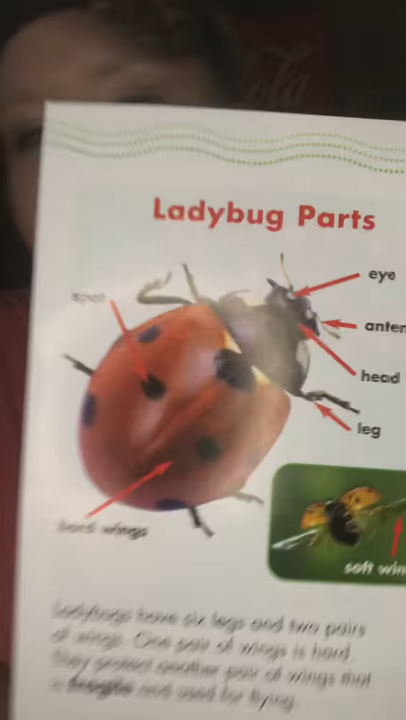 Ladybug Parts
eye
spot
anten
head
leg
hard wings
soft win
Ladybugs have six legs and two pairs
of wings. One pair of wings is hard.
They protect another pair of wings that
is fragile and used for flying.